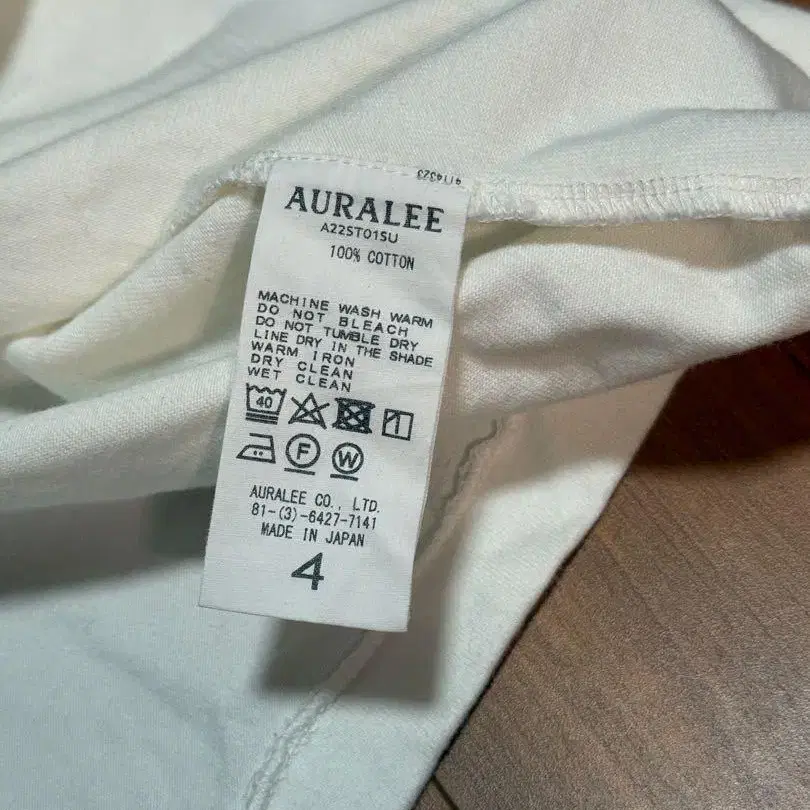 4114323
AURALEE
A22ST01SU
100% COTTON
MACHINE WASH WARM
DO NOT BLEACH
DO NOT TUMBLE DRY
LINE DRY IN THE SHADE
WARM IRON
DRY CLEAN
WET CLEAN
40
F W
AURALEE CO., LTD.
81-(3)-6427-7141
MADE IN JAPAN
4